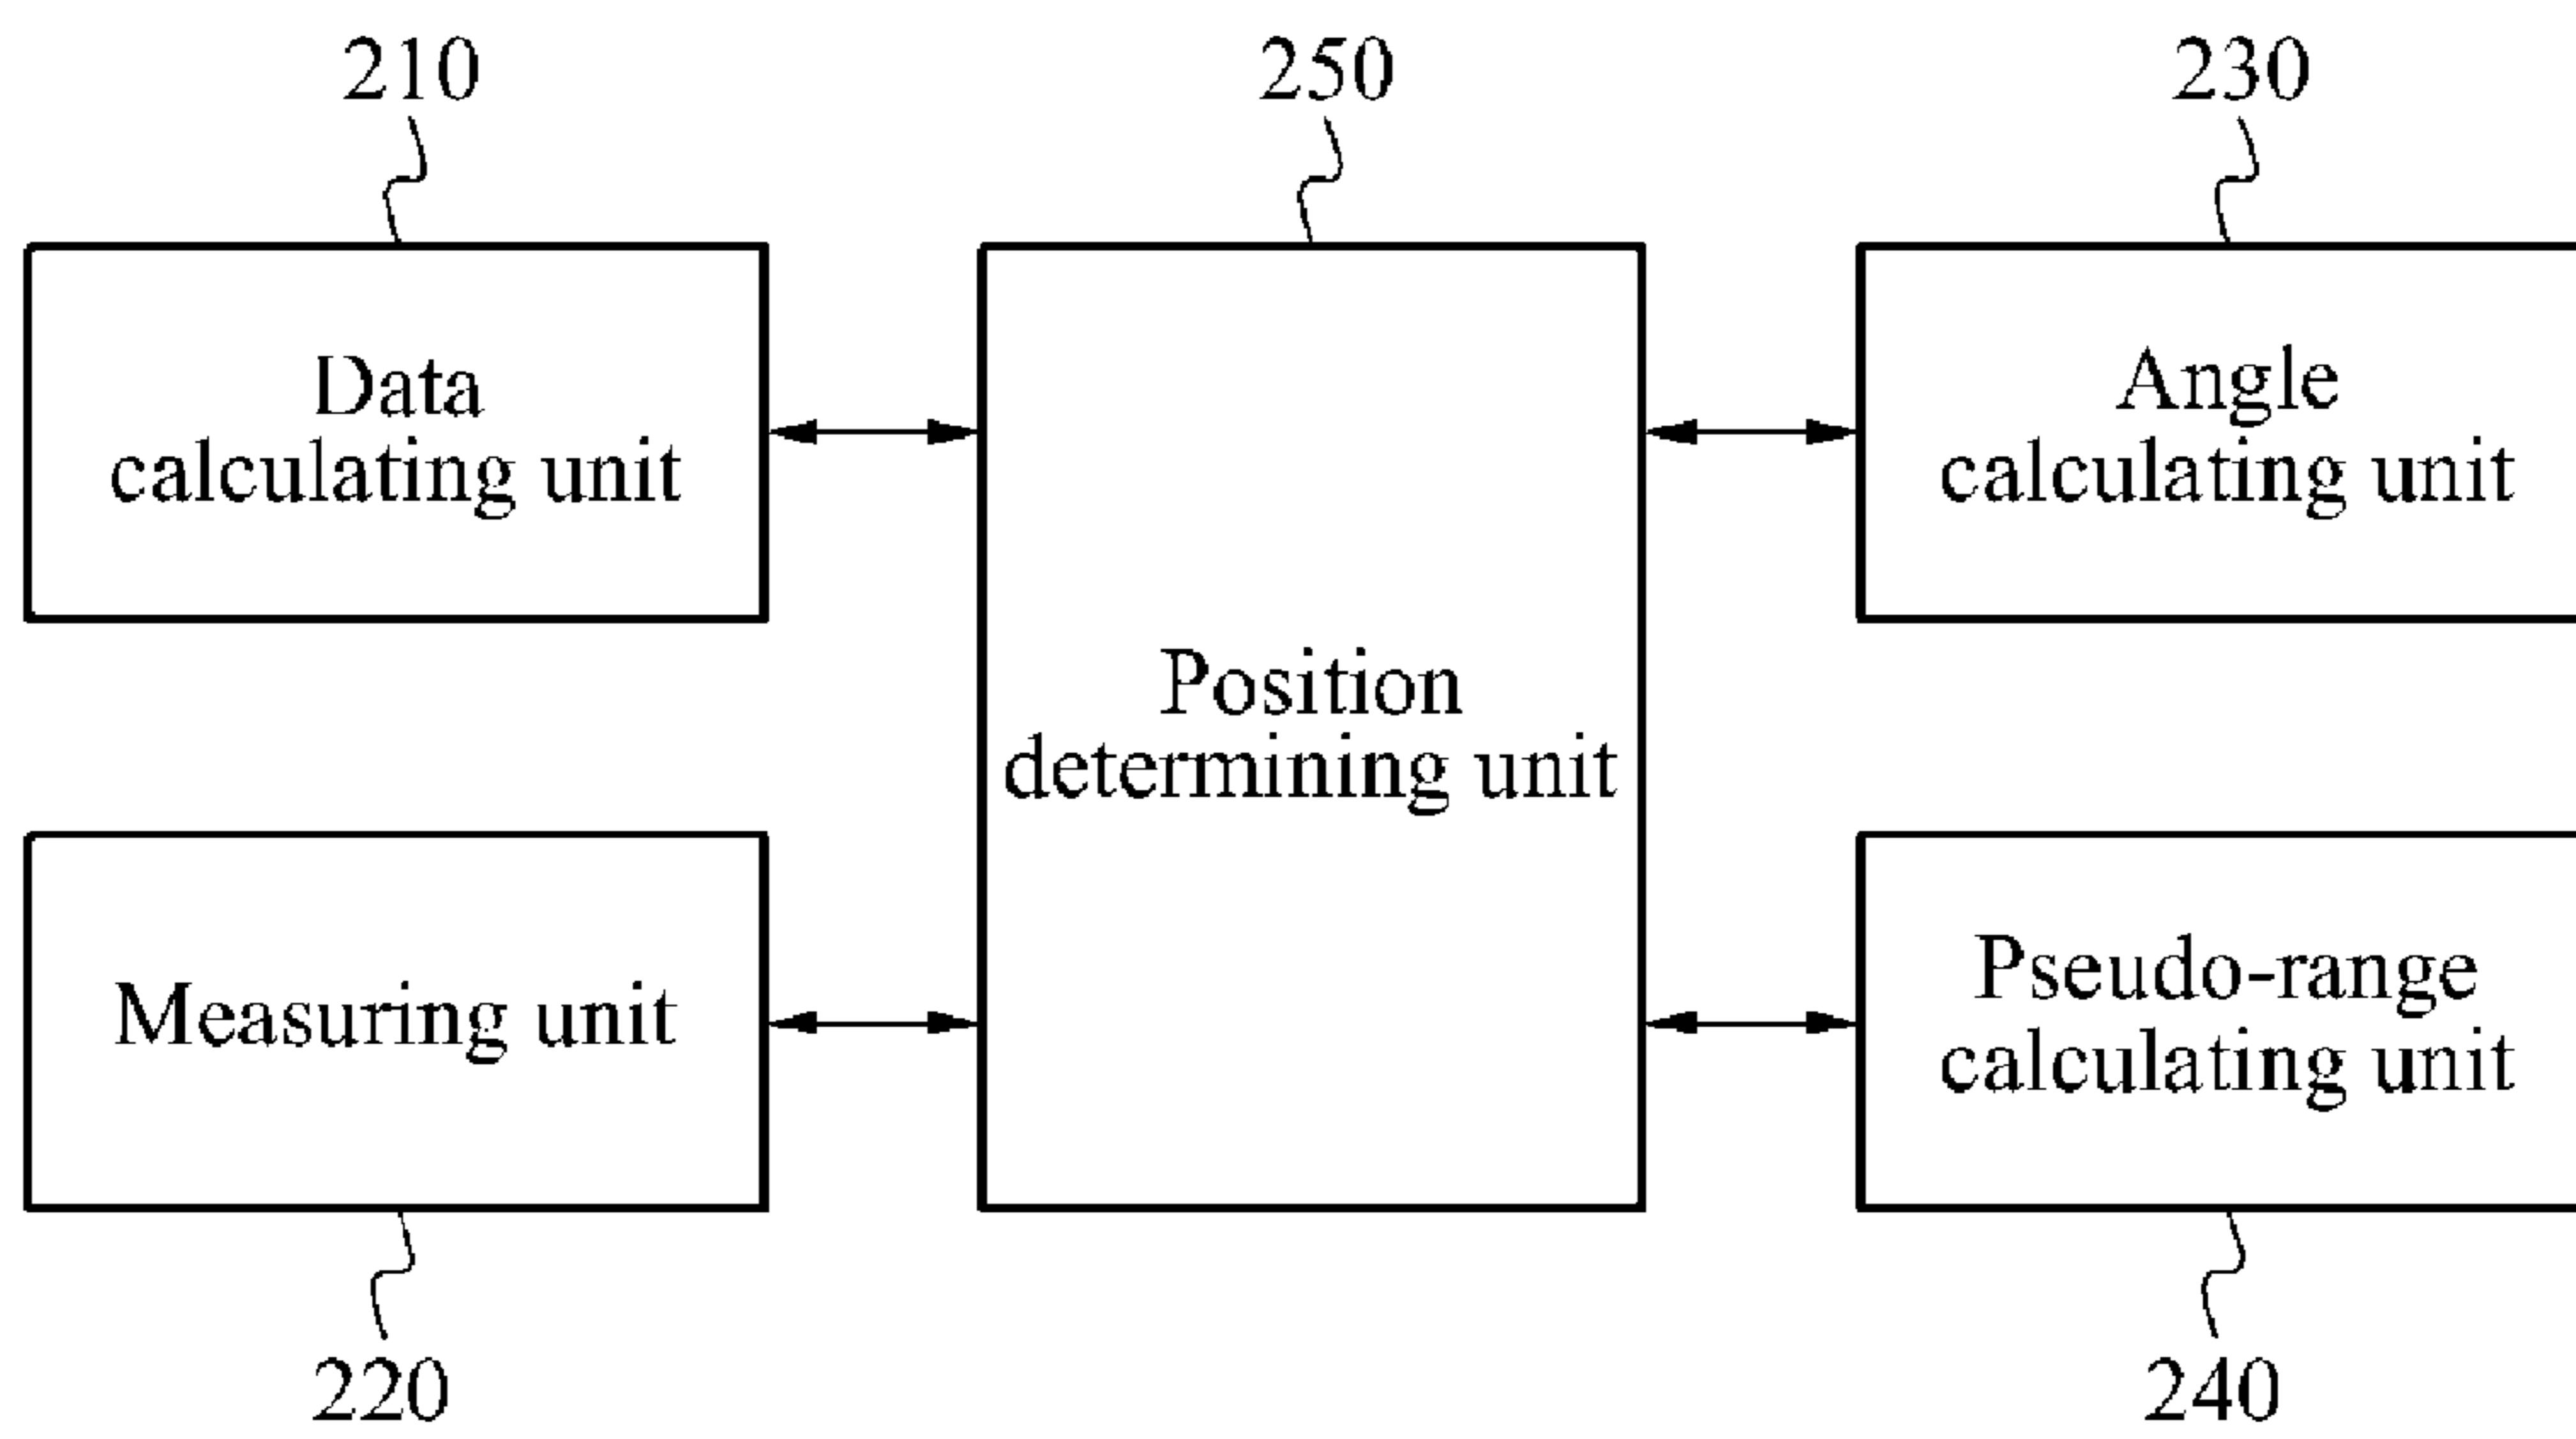 210
250
230
Data
calculating unit
Position
determining unit
Angle
calculating unit
Measuring unit
Pseudo-range
calculating unit
220
240